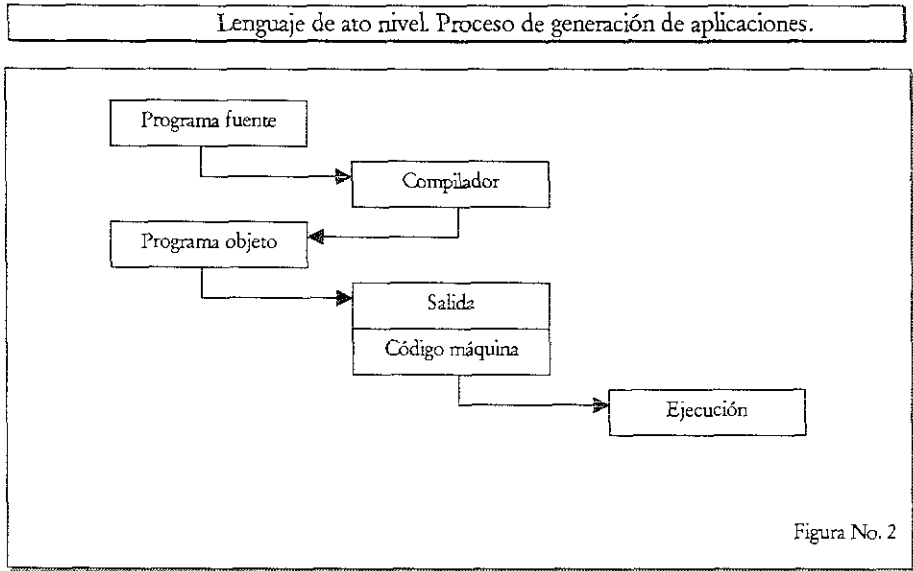 Lenguaje de ato nivel. Proceso de generación de aplicaciones.
Programa fuente
Compilador
Programa objeto
Salida
Código máquina
Ejecución
Figura No. 2